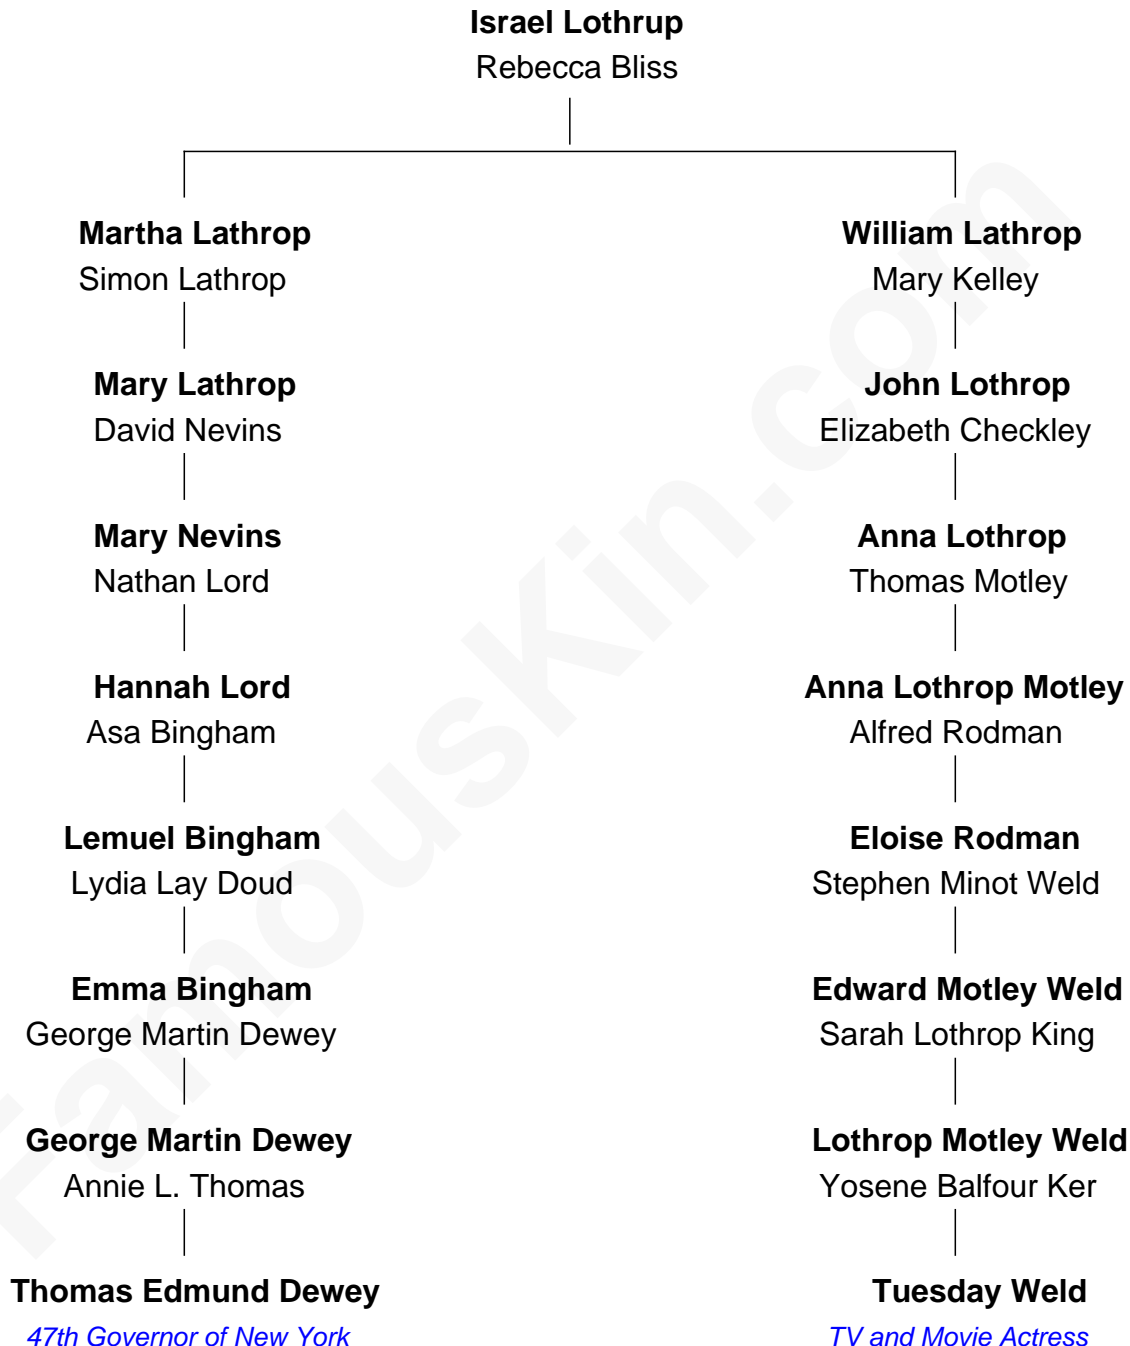 Israel Lothrup
Rebecca Bliss
Martha Lathrop
Simon Lathrop
William Lathrop
Mary Kelley
Mary Lathrop
David Nevins
John Lothrop
Elizabeth Checkley
Mary Nevins
Nathan Lord
Anna Lothrop
Thomas Motley
Hannah Lord
Asa Bingham
Anna Lothrop Motley
Alfred Rodman
Lemuel Bingham
Lydia Lay Doud
Eloise Rodman
Stephen Minot Weld
Emma Bingham
George Martin Dewey
Edward Motley Weld
Sarah Lothrop King
George Martin Dewey
Annie L. Thomas
Lothrop Motley Weld
Yosene Balfour Ker
Thomas Edmund Dewey
47th Governor of New York
Tuesday Weld
TV and Movie Actress
FamousKin.com